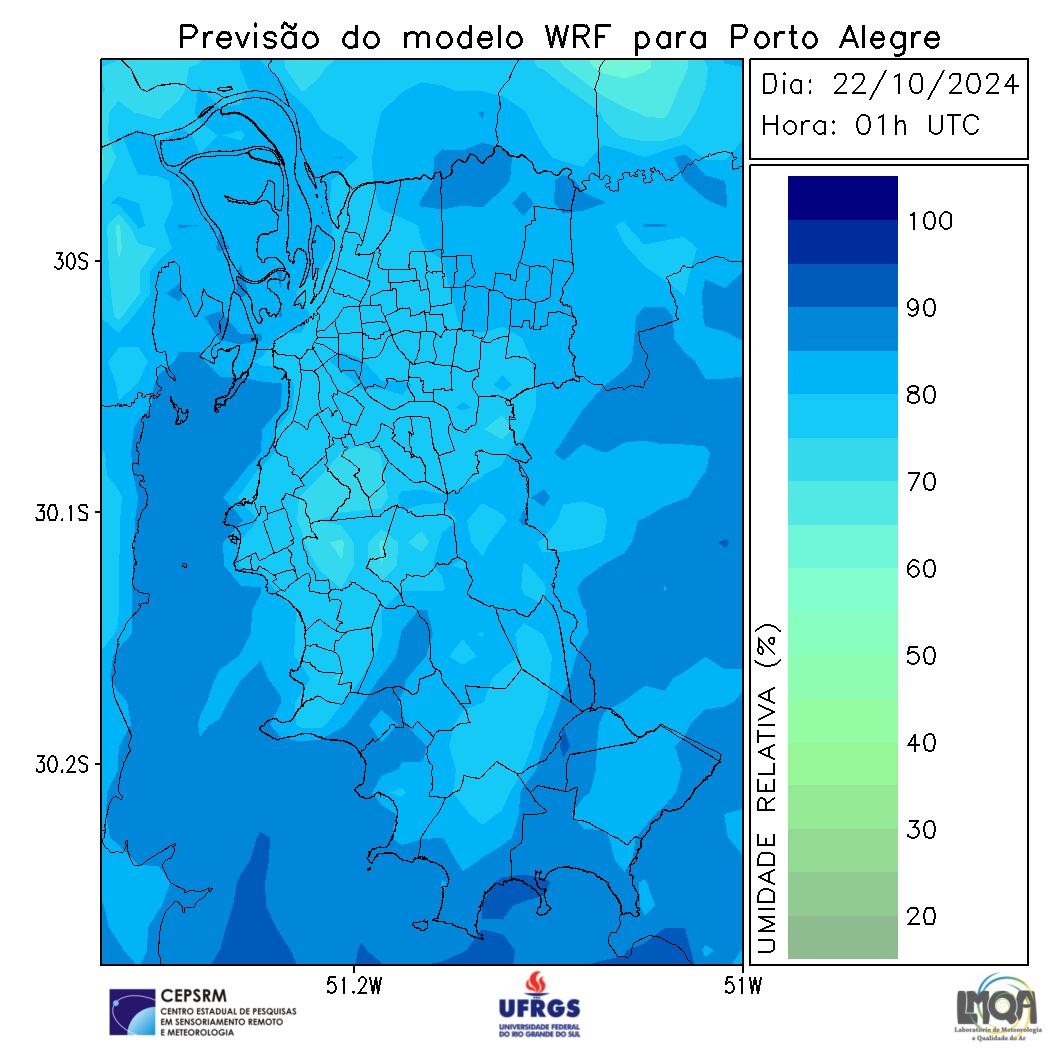 Previsão do modelo WRF para Porto Alegre
Dia: 22/10/2024
Hora: 01h UTC
100
90
80
70
60
50
40
30
20
UMIDADE RELATIVA (%)
30S
30.1S
30.2S
51.2W
51W
CEPSRM
CENTRO ESTADUAL DE PESQUISAS
EM SENSORIAMENTO REMOTO
E METEOROLOGIA
UFRGS
UNIVERSIDADE FEDERAL
DO RIO GRANDE DO SUL
LMQA
Laboratório de Meteorologia
e Qualidade do Ar